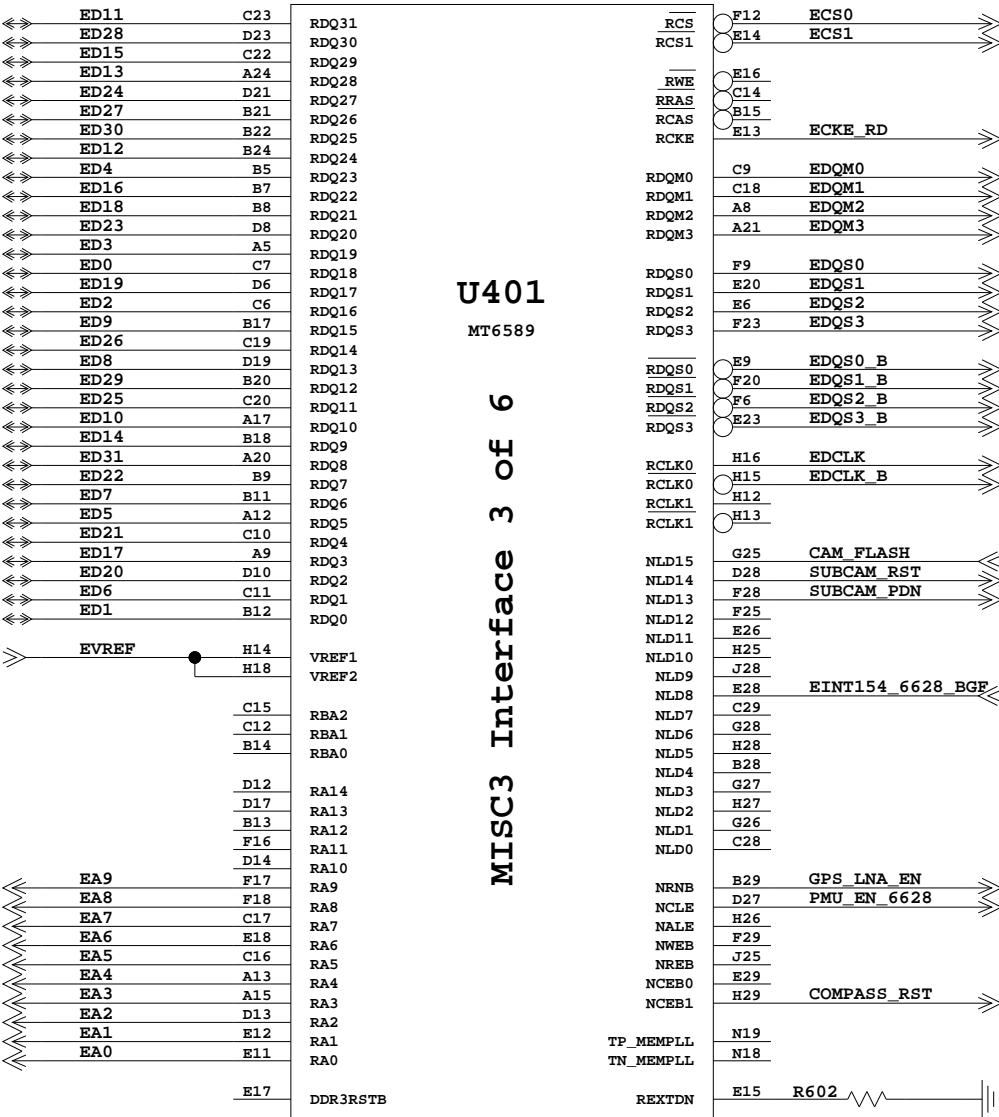 ED11 C23 RDQ31 RCS F12 ECS0
ED28 D23 RDQ30 RCS1 E14 ECS1
ED15 C22 RDQ29
ED13 A24 RDQ28 RWE E16
ED24 D21 RDQ27 RRAS C14
ED27 B21 RDQ26 RCAS B15
ED30 B22 RDQ25 RCKE E13 ECKE_RD
ED12 B24 RDQ24
ED4 B5 RDQ23 RDQM0 C9 EDQM0
ED16 B7 RDQ22 RDQM1 C18 EDQM1
ED18 B8 RDQ21 RDQM2 A8 EDQM2
ED23 D8 RDQ20 RDQM3 A21 EDQM3
ED3 A5 RDQ19
ED0 C7 RDQ18 RDQS0 F9 EDQS0
ED19 D6 RDQ17 U401 RDQS1 E20 EDQS1
ED2 C6 RDQ16 RDQS2 E6 EDQS2
ED9 B17 RDQ15 MT6589 RDQS3 F23 EDQS3
ED26 C19 RDQ14
ED8 D19 RDQ13 RDQS0 E9 EDQS0_B
ED29 B20 RDQ12 RDQS1 F20 EDQS1_B
ED25 C20 RDQ11 RDQS2 F6 EDQS2_B
ED10 A17 RDQ10 RDQS3 E23 EDQS3_B
ED14 B18 RDQ9
ED31 A20 RDQ8 RCLK0 H16 EDCLK
ED22 B9 RDQ7 RCLK0 H15 EDCLK_B
ED7 B11 RDQ6 RCLK1 H12
ED5 A12 RDQ5 RCLK1 H13
ED21 C10 RDQ4
ED17 A9 RDQ3 NLD15 G25 CAM_FLASH
ED20 D10 RDQ2 NLD14 D28 SUBCAM_RST
ED6 C11 RDQ1 NLD13 F28 SUBCAM_PDN
ED1 B12 RDQ0 NLD12 F25
NLD11 E26
EVREF H14 VREF1 NLD10 H25
H18 VREF2 NLD9 J28
NLD8 E28 EINT154_6628_BGF
C15 RBA2 NLD7 C29
C12 RBA1 NLD6 G28
B14 RBA0 NLD5 H28
NLD4 B28
D12 RA14 NLD3 G27
D17 RA13 NLD2 H27
B13 RA12 NLD1 G26
F16 RA11 NLD0 C28
D14 RA10
EA9 F17 RA9 NRNB B29 GPS_LNA_EN
EA8 F18 RA8 NCLE D27 PMU_EN_6628
EA7 C17 RA7 NALE H26
EA6 E18 RA6 NWEB F29
EA5 C16 RA5 NREB J25
EA4 A13 RA4 NCEB0 E29
EA3 A15 RA3 NCEB1 H29 COMPASS_RST
EA2 D13 RA2
EA1 E12 RA1 TP_MEMPLL N19
EA0 E11 RA0 TN_MEMPLL N18
E17 DDR3RSTB REXTDN E15 R602
MISC3 Interface 3 of 6